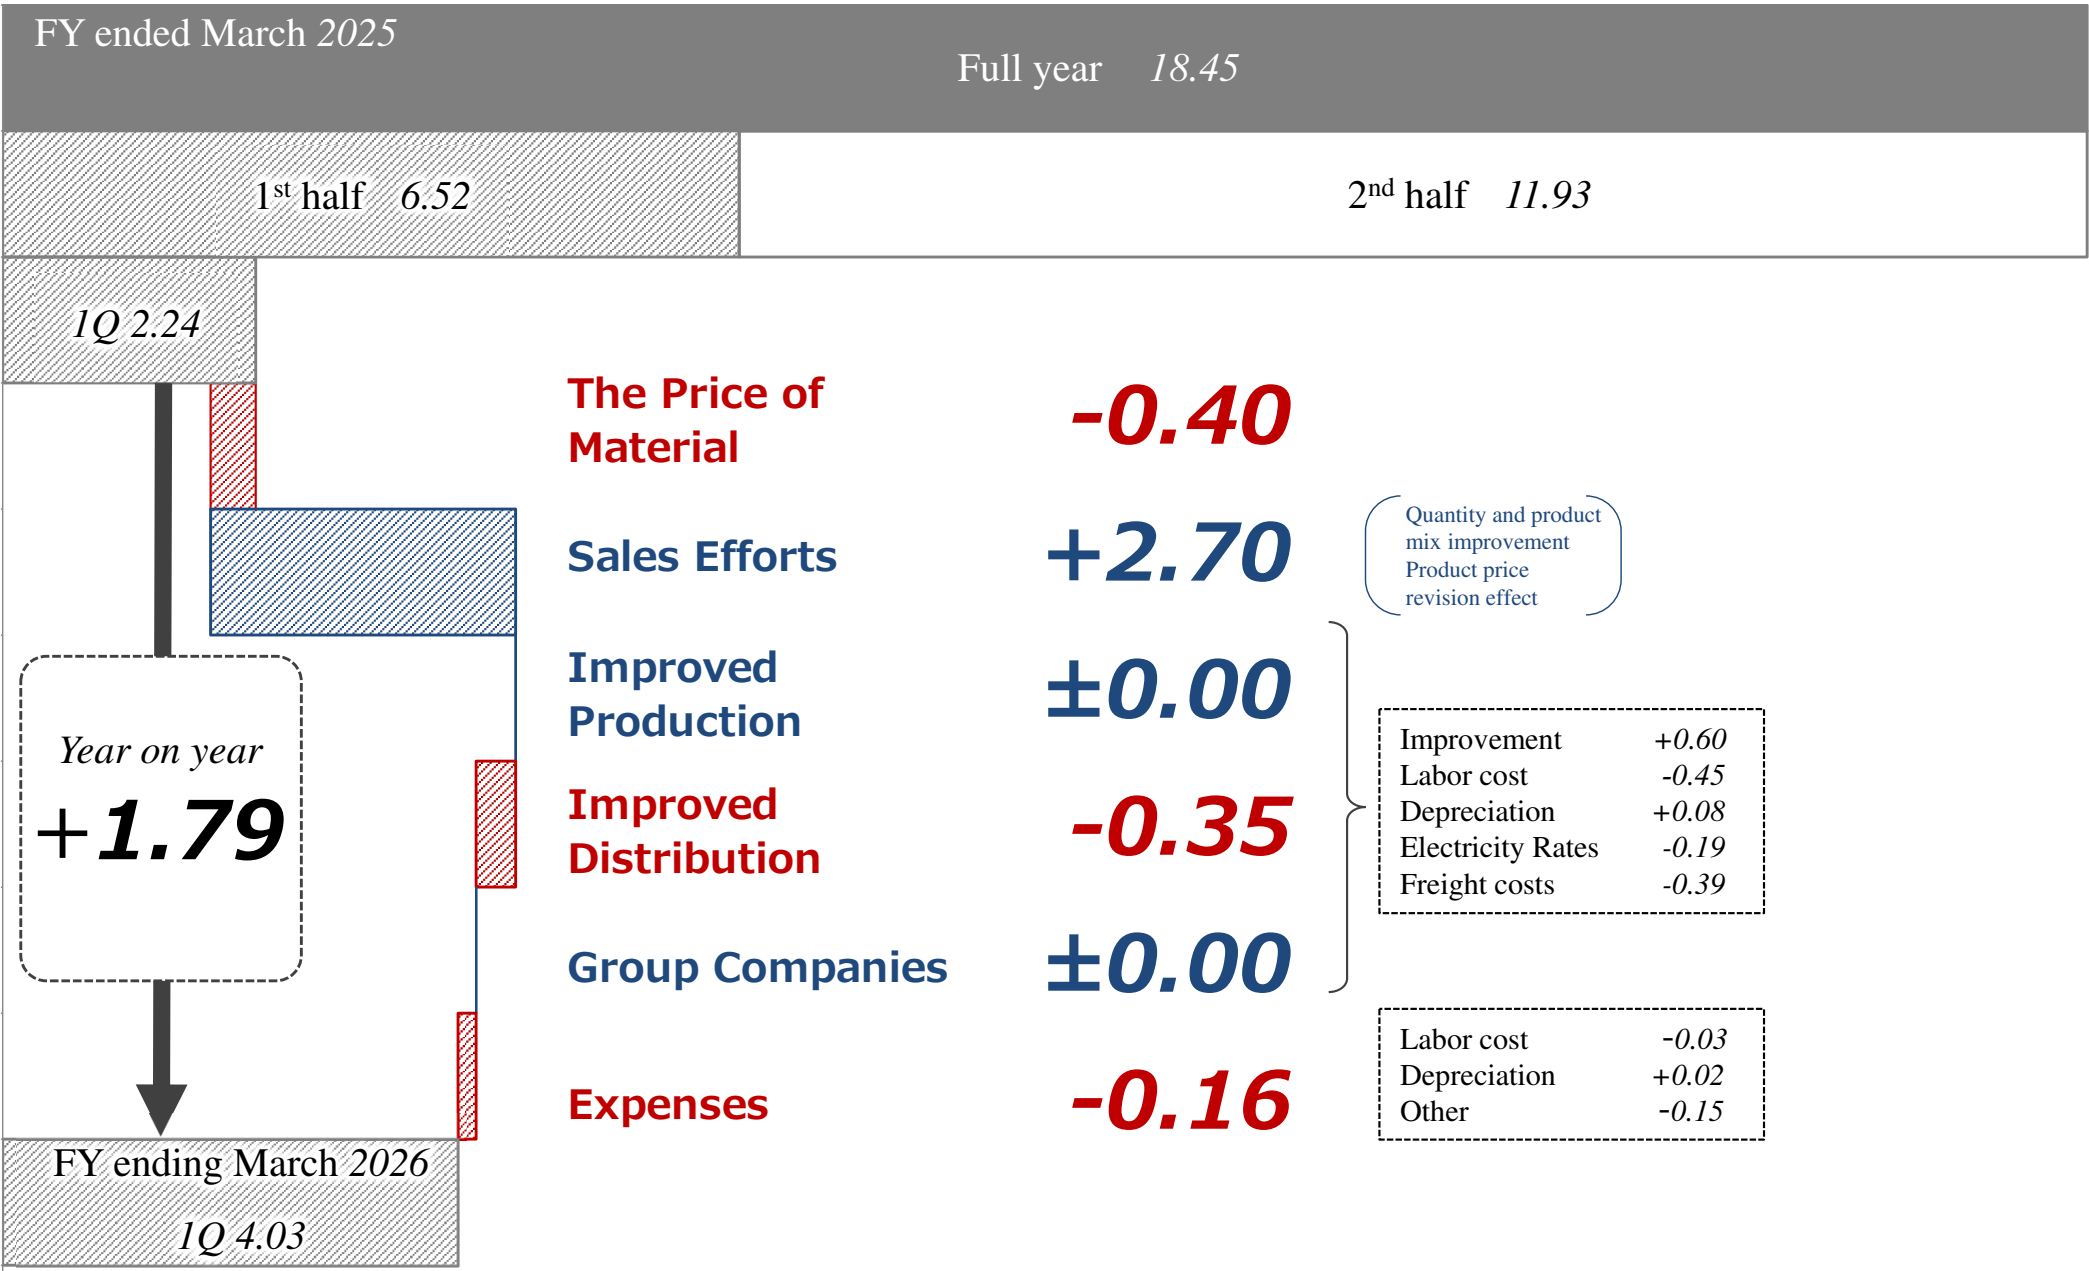 FY ended March 2025
Full year 18.45
1st half 6.52
2nd half 11.93
1Q 2.24
The Price of
Material
-0.40
Sales Efforts
+2.70
Quantity and product
mix improvement
Product price
revision effect
Improved
Production
±0.00
Year on year
+1.79
Improved
Distribution
-0.35
Improvement +0.60
Labor cost -0.45
Depreciation +0.08
Electricity Rates -0.19
Freight costs -0.39
Group Companies
±0.00
Expenses
-0.16
Labor cost -0.03
Depreciation +0.02
Other -0.15
FY ending March 2026
1Q 4.03